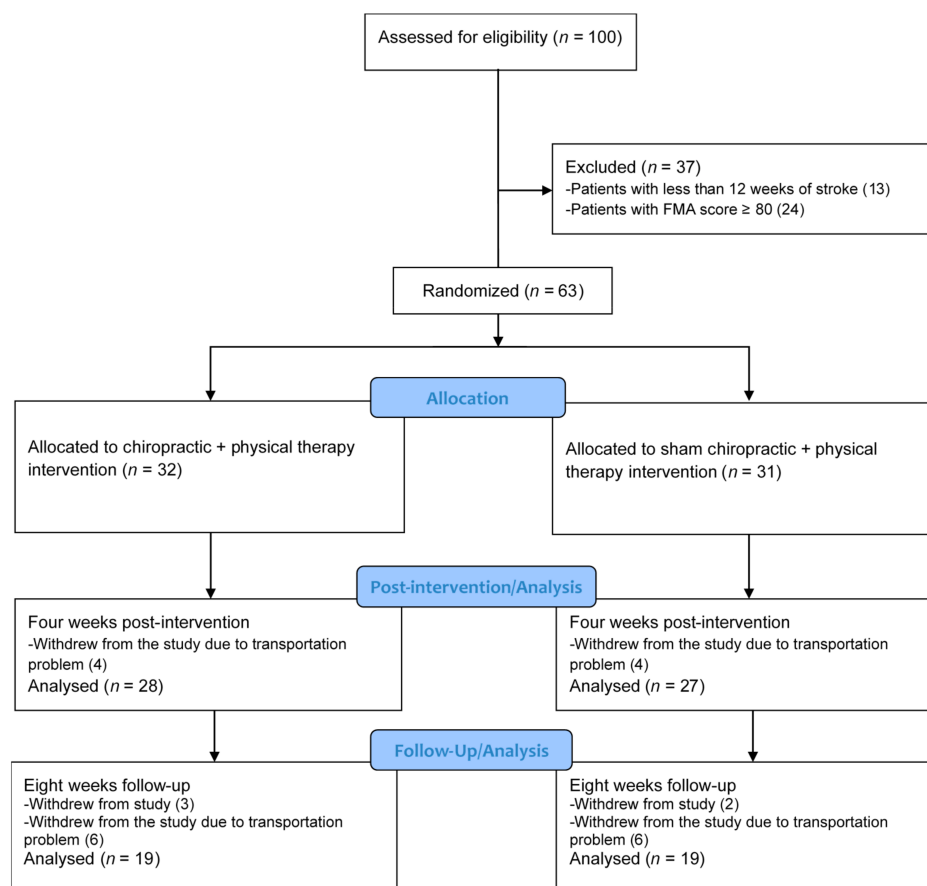 Assessed for eligibility (n = 100)
Excluded (n = 37)
-Patients with less than 12 weeks of stroke (13)
-Patients with FMA score ≥ 80 (24)
Randomized (n = 63)
Allocation
Allocated to chiropractic + physical therapy
intervention (n = 32)
Allocated to sham chiropractic + physical
therapy intervention (n = 31)
Post-intervention/Analysis
Four weeks post-intervention
-Withdrew from the study due to transportation
problem (4)
Analysed (n = 28)
Four weeks post-intervention
-Withdrew from the study due to transportation
problem (4)
Analysed (n = 27)
Follow-Up/Analysis
Eight weeks follow-up
-Withdrew from study (3)
-Withdrew from the study due to transportation
problem (6)
Analysed (n = 19)
Eight weeks follow-up
-Withdrew from study (2)
-Withdrew from the study due to transportation
problem (6)
Analysed (n = 19)